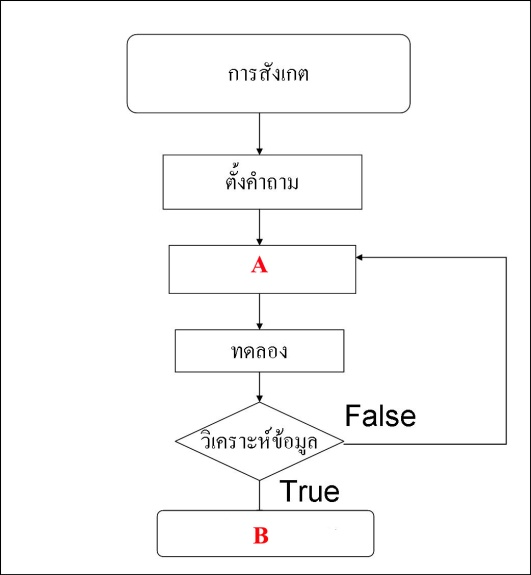 การสังเกต
ตั้งคำถาม
A
ทดลอง
วิเคราะห์ข้อมูล
False
True
B